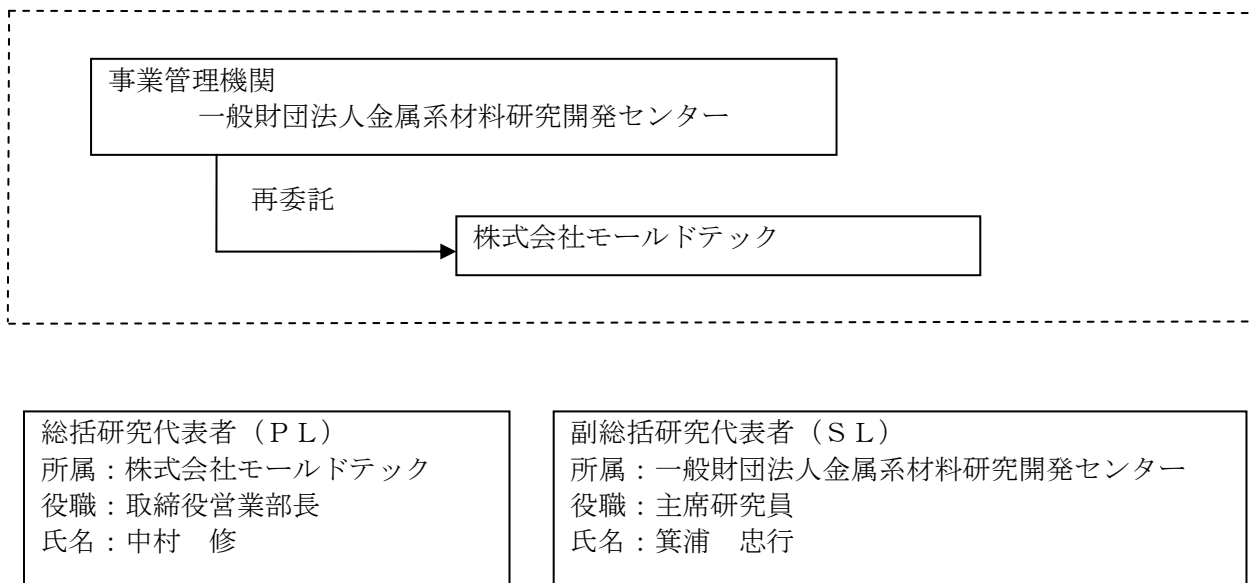 事業管理機関
一般財団法人金属系材料研究開発センター
再委託
株式会社モールドテック
総括研究代表者（ＰＬ）
所属：株式会社モールドテック
役職：取締役営業部長
氏名：中村　修
副総括研究代表者（ＳＬ）
所属：一般財団法人金属系材料研究開発センター
役職：主席研究員
氏名：箕浦　忠行